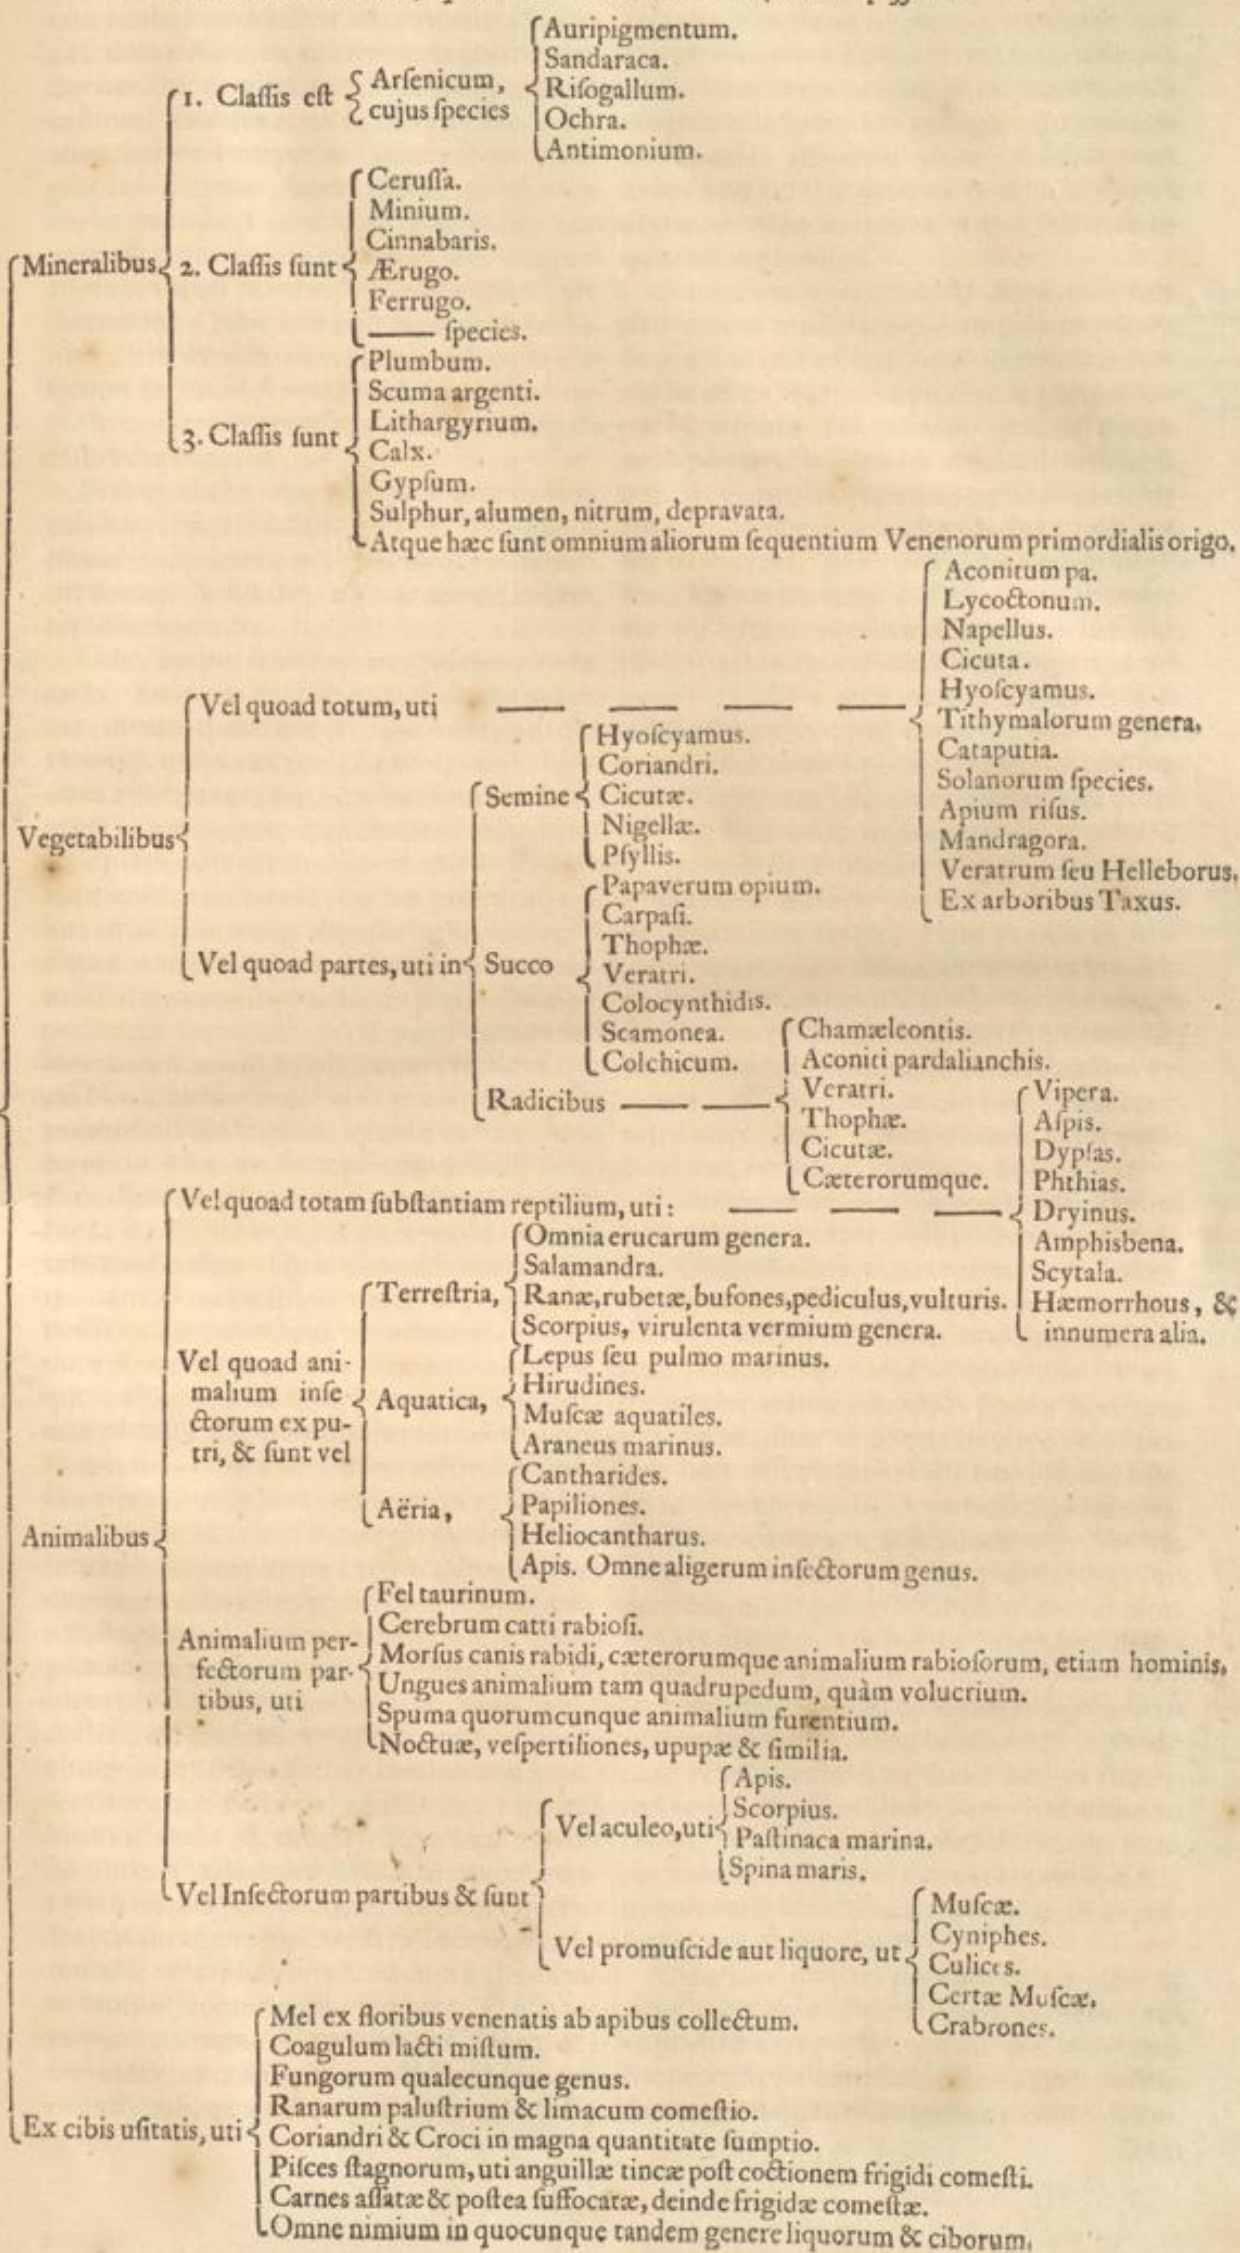 Auripigmentum.
Sandaraca.
1. Claſſis eſt Arſenicum, cujus ſpecies
Riſogallum.
Ochra.
Antimonium.
Ceruſſa.
Minium.
Cinnabaris.
Mineralibus 2. Claſſis ſunt Ærugo.
Ferrugo.
—— ſpecies.
Plumbum.
Scuma argenti.
Lithargyrium.
3. Claſſis ſunt Calx.
Gypſum.
Sulphur, alumen, nitrum, depravata.
Atque hæc ſunt omnium aliorum ſequentium Venenorum primordialis origo.
Vel quoad totum, uti — — — —
Aconitum pa.
Lycoctonum.
Napellus.
Cicuta.
Hyoſcyamus.
Tithymalorum genera.
Cataputia.
Solanorum ſpecies.
Apium riſus.
Mandragora.
Veratrum ſeu Helleborus.
Ex arboribus Taxus.
Vegetabilibus
Vel quoad partes, uti in
Semine
Hyoſcyamus.
Coriandri.
Cicutæ.
Nigellæ.
Pſyllis.
Succo
Papaverum opium.
Carpaſi.
Thophæ.
Veratri.
Colocynthidis.
Scamonea.
Colchicum.
Radicibus — —
Chamæleontis.
Aconiti pardalianchis.
Veratri.
Thophæ.
Cicutæ.
Cæterorumque.
Vel quoad totam ſubſtantiam reptilium, uti: — — —
Vipera.
Aſpis.
Dypſas.
Phthias.
Dryinus.
Amphisbena.
Scytala.
Hæmorrhous, &
innumera alia.
Animalibus
Vel quoad ani-
malium inſe
ctorum ex pu-
tri, & ſunt vel
Terreſtria,
Omnia erucarum genera.
Salamandra.
Ranæ, rubetæ, bufones, pediculus, vulturis.
Scorpius, virulenta vermium genera.
Aquatica,
Lepus ſeu pulmo marinus.
Hirudines.
Muſcæ aquatiles.
Araneus marinus.
Aëria,
Cantharides.
Papiliones.
Heliocantharus.
Apis. Omne aligerum inſectorum genus.
Animalium per-
fectorum par-
tibus, uti
Fel taurinum.
Cerebrum catti rabioſi.
Morſus canis rabidi, cæterorumque animalium rabioſorum, etiam hominis.
Ungues animalium tam quadrupedum, quàm volucrium.
Spuma quorumcunque animalium furentium.
Noctuæ, veſpertiliones, upupæ & ſimilia.
Vel Inſectorum partibus & ſunt
Vel aculeo, uti
Apis.
Scorpius.
Paſtinaca marina.
Spina maris.
Vel promuſcide aut liquore, ut
Muſcæ.
Cyniphes.
Culices.
Certæ Muſcæ.
Crabrones.
Ex cibis uſitatis, uti
Mel ex floribus venenatis ab apibus collectum.
Coagulum lacti miſtum.
Fungorum qualecunque genus.
Ranarum paluſtrium & limacum comeſtio.
Coriandri & Croci in magna quantitate ſumptio.
Piſces ſtagnorum, uti anguillæ tincæ poſt coctionem frigidi comeſti.
Carnes aſſatæ & poſtea ſuffocatæ, deinde frigidæ comeſtæ.
Omne nimium in quocunque tandem genere liquorum & ciborum.